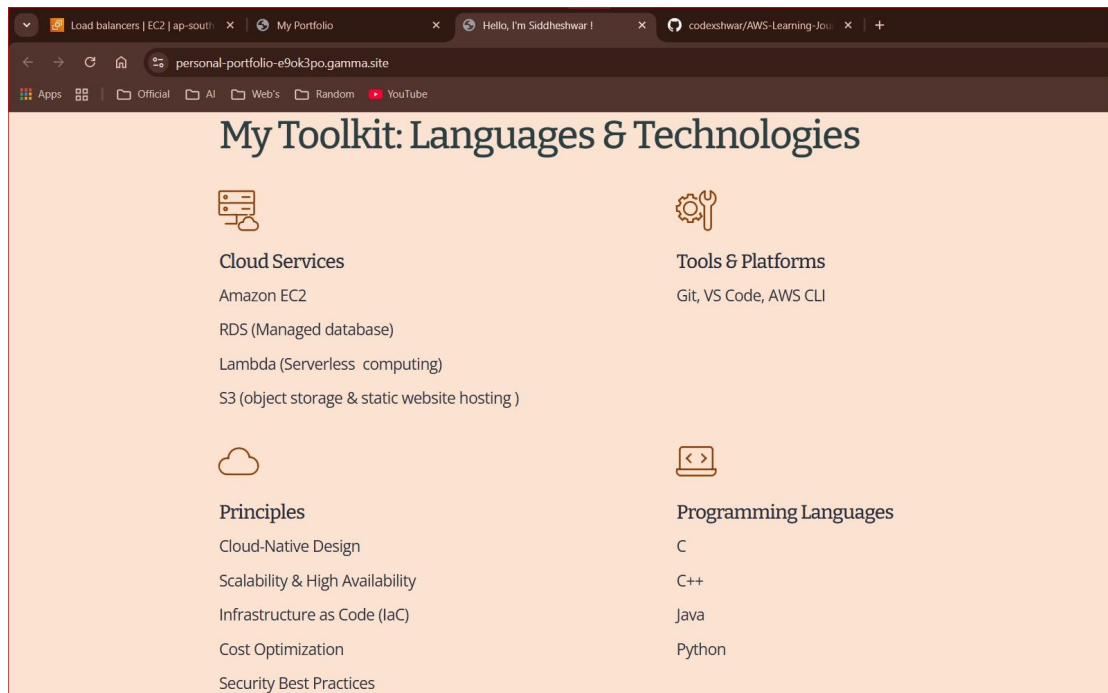 Load balancers | EC2 | ap-south
My Portfolio
Hello, I'm Siddheshwar !
codexshwar/AWS-Learning-Jou
personal-portfolio-e9ok3po.gamma.site
Apps
Official
AI
Web's
Random
YouTube
My Toolkit: Languages & Technologies
Cloud Services
Amazon EC2
RDS (Managed database)
Lambda (Serverless computing)
S3 (object storage & static website hosting )
Tools & Platforms
Git, VS Code, AWS CLI
Principles
Cloud-Native Design
Scalability & High Availability
Infrastructure as Code (IaC)
Cost Optimization
Security Best Practices
Programming Languages
C
C++
Java
Python